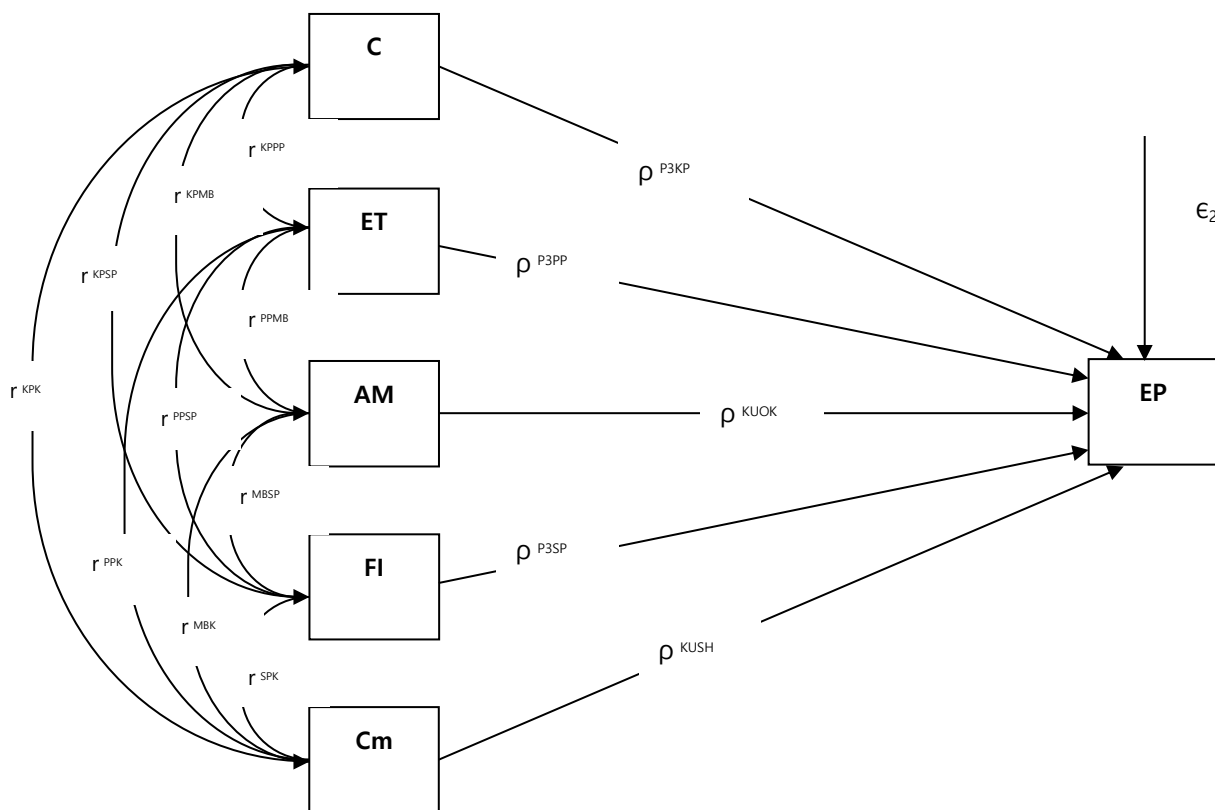 C
r KPPP
ρ P3KP
r KPMB
ϵ2
ET
r KPSP
ρ P3PP
r PPMB
r KPK
AM
EP
r PPSP
ρ KUOK
r MBSP
FI
ρ P3SP
r PPK
r MBK
ρ KUSH
r SPK
Cm